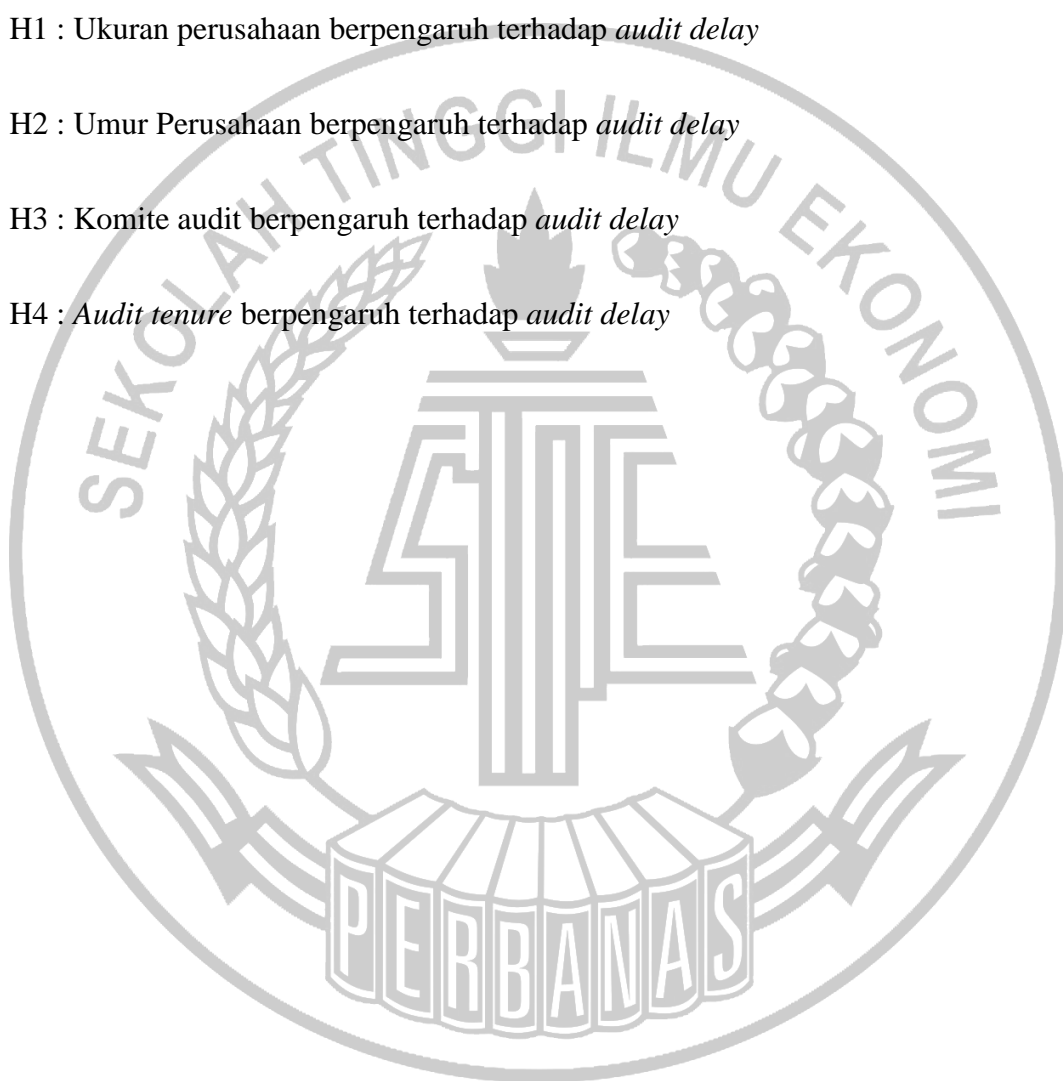 H1 : Ukuran perusahaan berpengaruh terhadap audit delay
H2 : Umur Perusahaan berpengaruh terhadap audit delay
H3 : Komite audit berpengaruh terhadap audit delay
H4 : Audit tenure berpengaruh terhadap audit delay
SEKOLAH TINGGI ILMU EKONOMI
STIE
PERBANAS